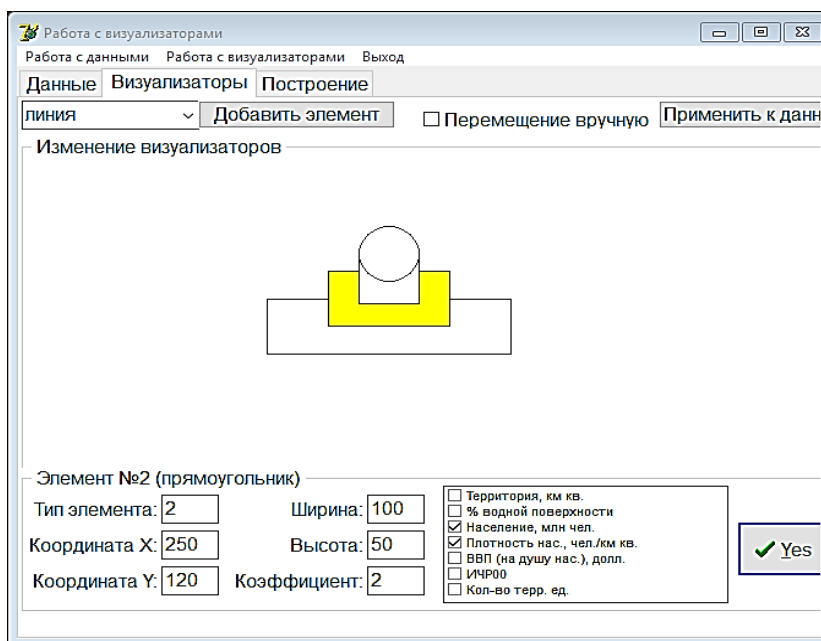 Работа с визуализаторами
Работа с данными Работа с визуализаторами Выход
Данные Визуализаторы Построение
линия Добавить элемент Перемещение вручную Применить к данн
Изменение визуализаторов
Элемент №2 (прямоугольник)
Тип элемента: 2 Ширина: 100
Координата X: 250 Высота: 50
Координата Y: 120 Коэффициент: 2
Территория, км кв.
% водной поверхности
Население, млн чел.
Плотность нас., чел./км кв.
ВВП (на душу нас.), долл.
ИЧР00
Кол-во терр. ед.
Yes